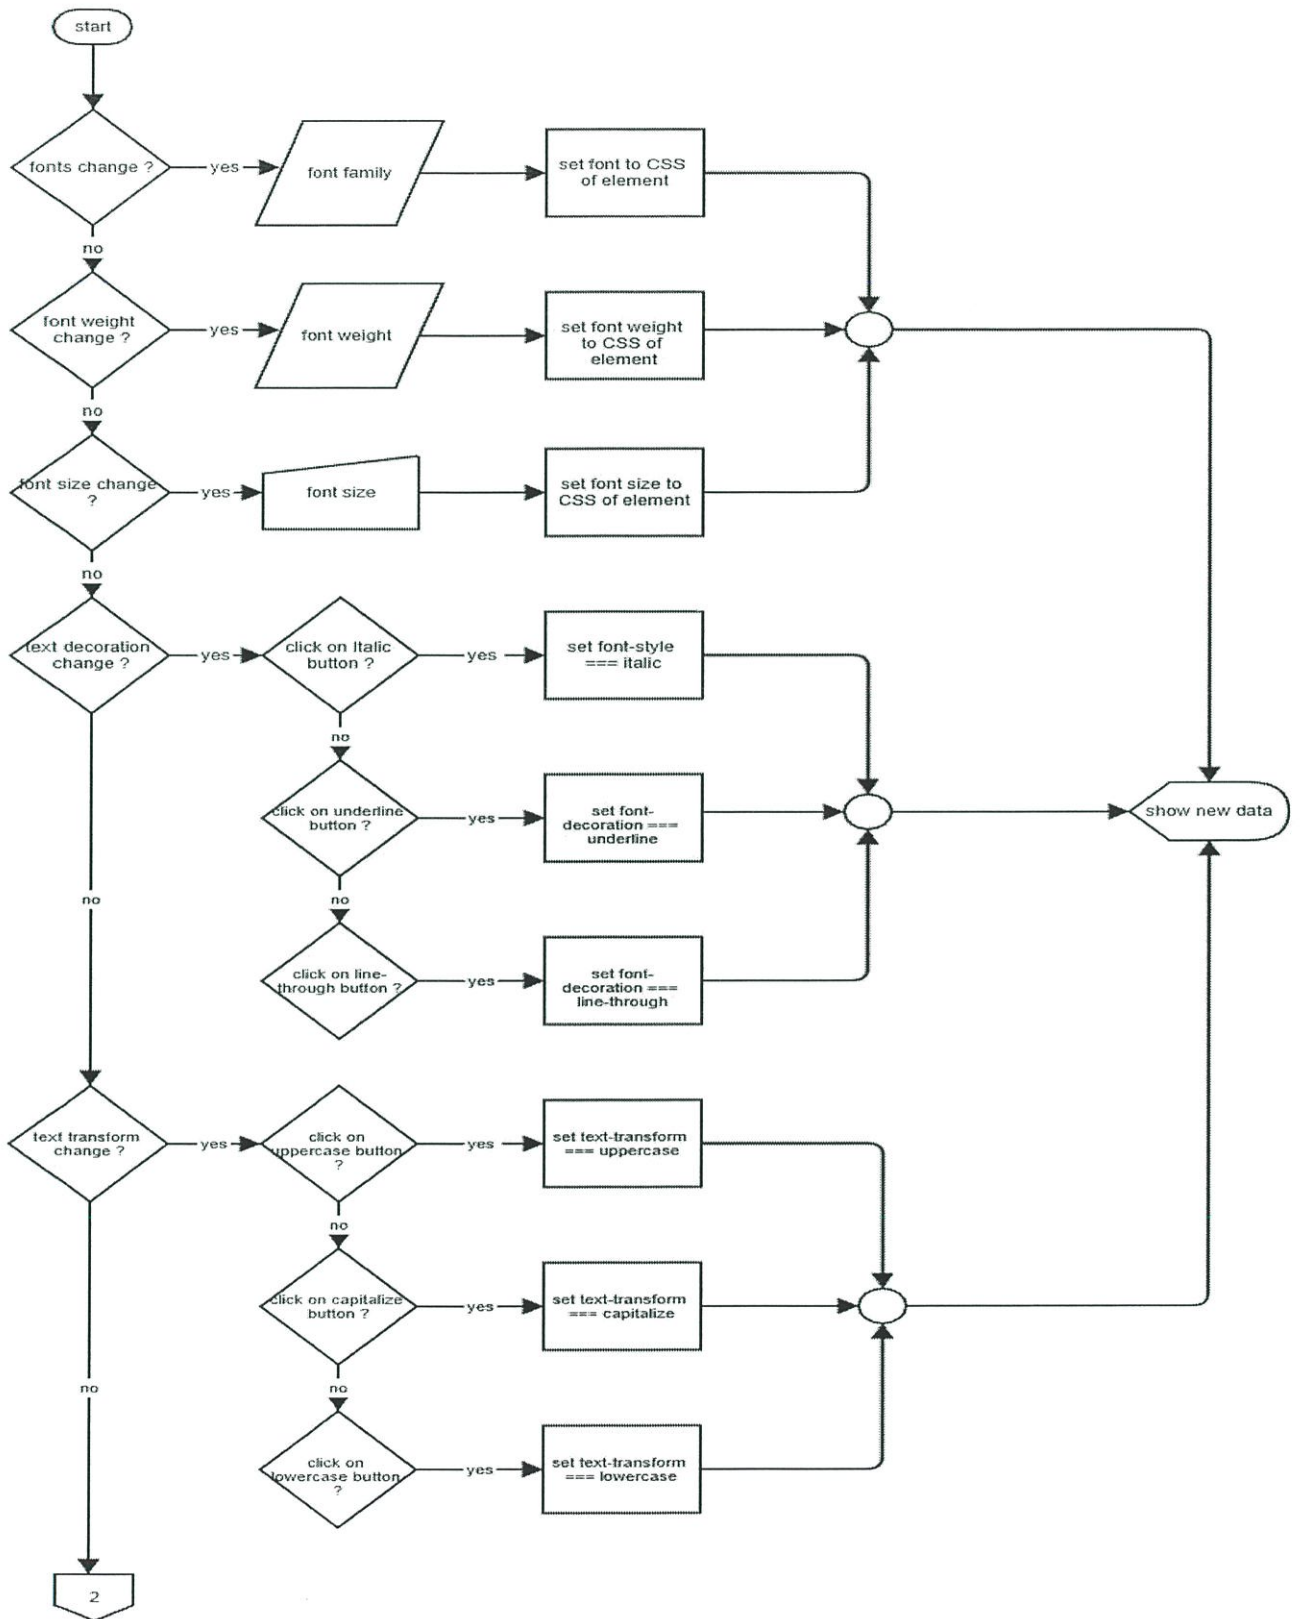 start
fonts change ?
yes
font family
set font to CSS
of element
no
font weight
change ?
yes
font weight
set font weight
to CSS of
element
no
font size change
?
yes
font size
set font size to
CSS of element
no
text decoration
change ?
yes
click on Italic
button ?
yes
set font-style
=== italic
no
click on underline
button ?
yes
set font-
decoration ===
underline
show new data
no
no
click on line-
through button ?
yes
set font-
decoration ===
line-through
text transform
change ?
yes
click on
uppercase button
?
yes
set text-transform
=== uppercase
no
click on capitalize
button ?
yes
set text-transform
=== capitalize
no
no
click on
lowercase button
?
yes
set text-transform
=== lowercase
2